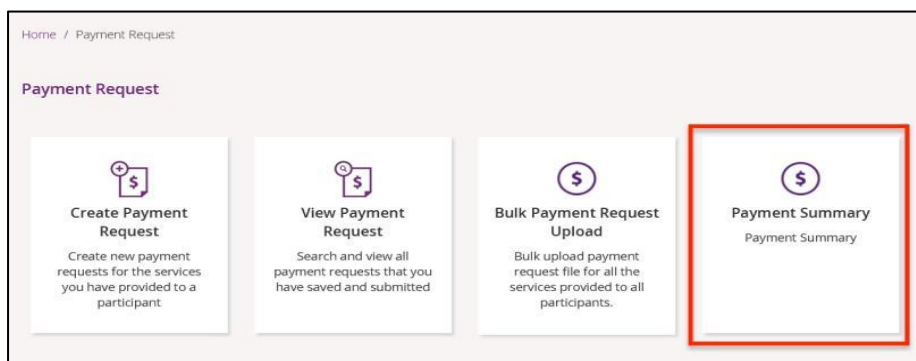 Home / Payment Request
Payment Request
Create Payment
Request
Create new payment
requests for the services
you have provided to a
participant
View Payment
Request
Search and view all
payment requests that you
have saved and submitted
Bulk Payment Request
Upload
Bulk upload payment
request file for all the
services provided to all
participants.
Payment Summary
Payment Summary